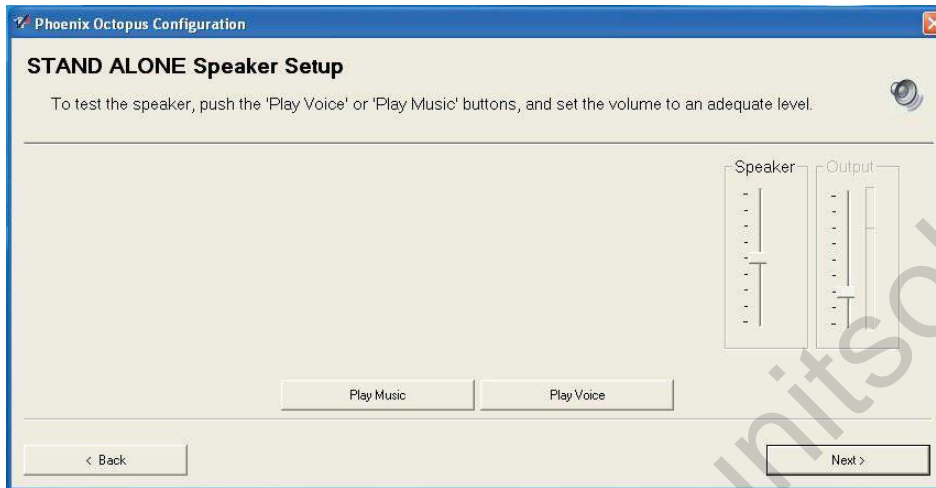 Phoenix Octopus Configuration
STAND ALONE Speaker Setup
To test the speaker, push the 'Play Voice' or 'Play Music' buttons, and set the volume to an adequate level.
Speaker
Output
Play Music
Play Voice
< Back
Next >